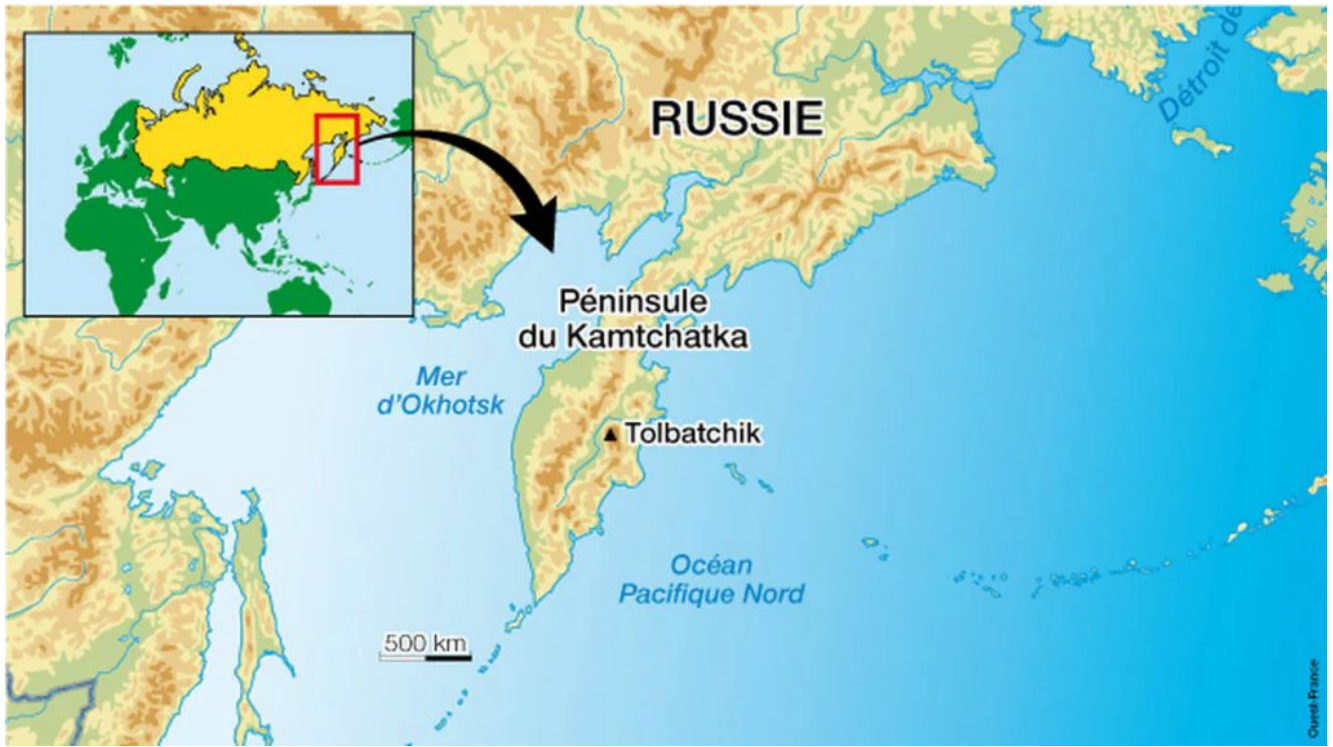 RUSSIE
Détroit de
Péninsule
du Kamtchatka
Mer
d'Okhotsk
Tolbatchik
Océan
Pacifique Nord
500 km
Ouest-France